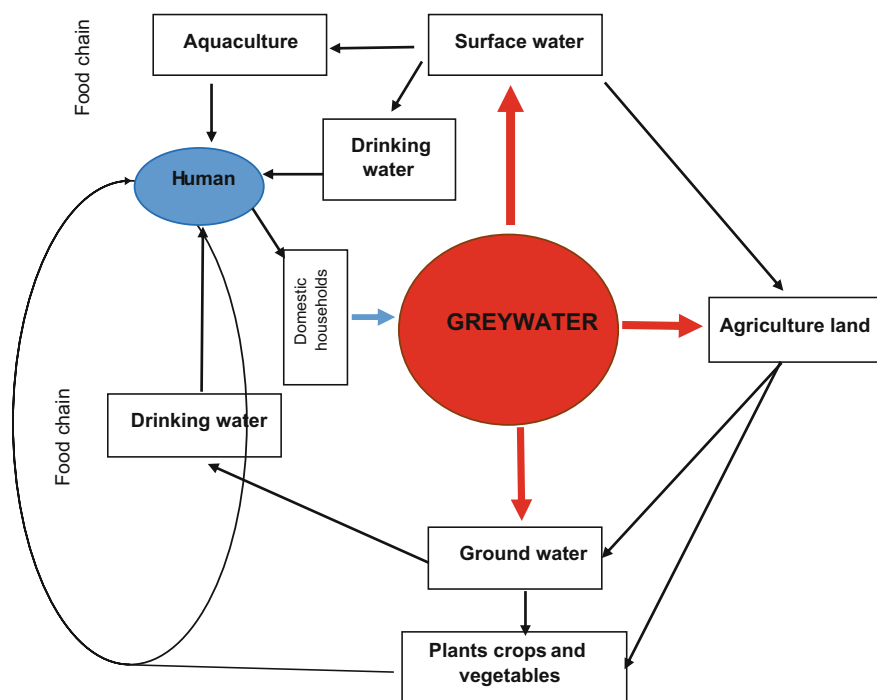 Food chain
Aquaculture
Surface water
Drinking
water
Human
Domestic
households
GREYWATER
Agriculture land
Drinking water
Food chain
Ground water
Plants crops and
vegetables